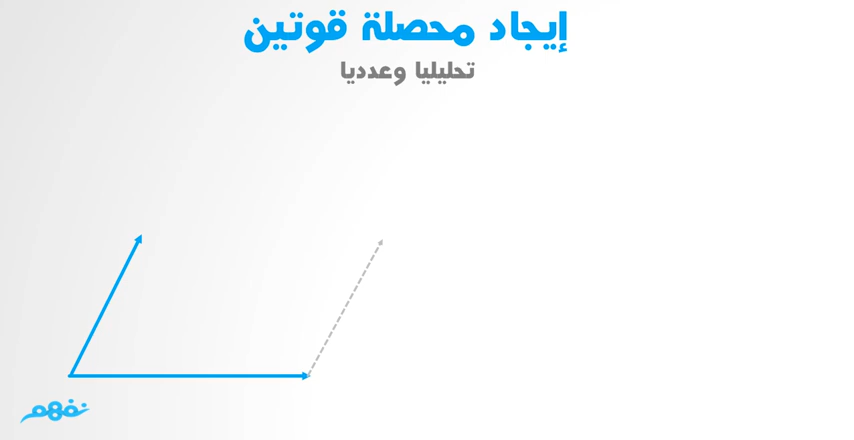 إيجاد محصلة قوتين
تحليليا وعدديا
نفهم